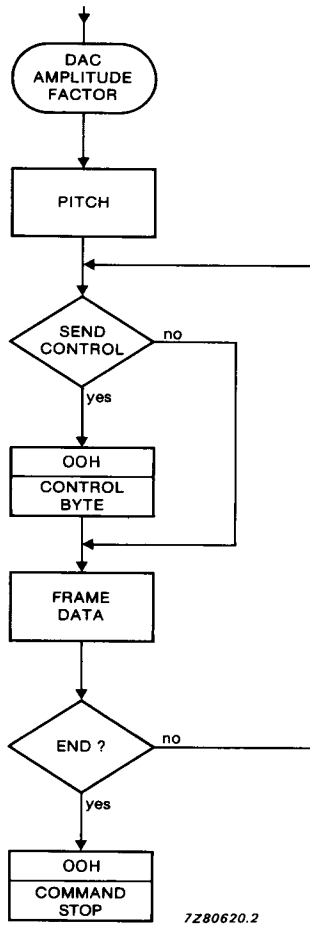 DAC
AMPLITUDE
FACTOR
PITCH
SEND
CONTROL
no
yes
OOH
CONTROL
BYTE
FRAME
DATA
END ?
no
yes
OOH
COMMAND
STOP
7Z80620.2